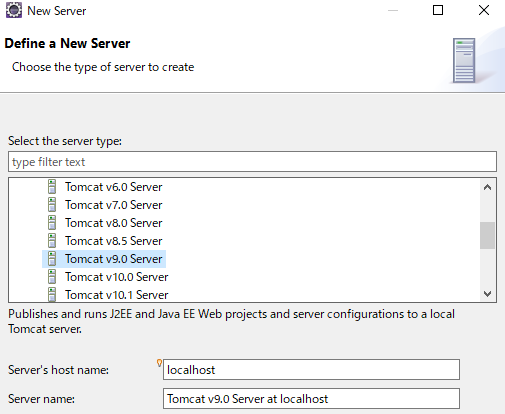 New Server
Define a New Server
Choose the type of server to create
Select the server type:
type filter text
Tomcat v6.0 Server
Tomcat v7.0 Server
Tomcat v8.0 Server
Tomcat v8.5 Server
Tomcat v9.0 Server
Tomcat v10.0 Server
Tomcat v10.1 Server
Publishes and runs J2EE and Java EE Web projects and server configurations to a local
Tomcat server.
Server's host name: localhost
Server name: Tomcat v9.0 Server at localhost